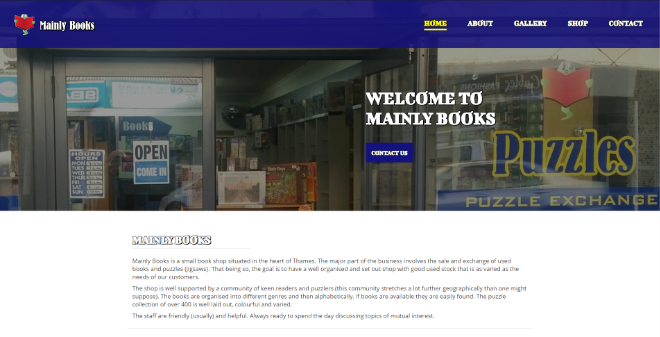 Mainly Books
HOME
ABOUT
GALLERY
SHOP
CONTACT
WELCOME TO
MAINLY BOOKS
CONTACT US
Books
HOURS
OPEN
OPEN
COME IN
Puzzles
PUZZLE EXCHANGE
MAINLY BOOKS
Mainly Books is a small book shop situated in the heart of Thames. The major part of the business involves the sale and exchange of used
books and puzzles (jigsaws). That being so, the goal is to have a well organised and set out shop with good used stock that is as varied as the
needs of our customers.
The shop is well supported by a community of keen readers and puzzlers (this community stretches a lot further geographically than one might
suppose). The books are organised into different genres and then alphabetically. If books are available they are easily found. The puzzle
collection of over 400 is well laid out, colourful and varied.
The staff are friendly (usually) and helpful. Always ready to spend the day discussing topics of mutual interest.